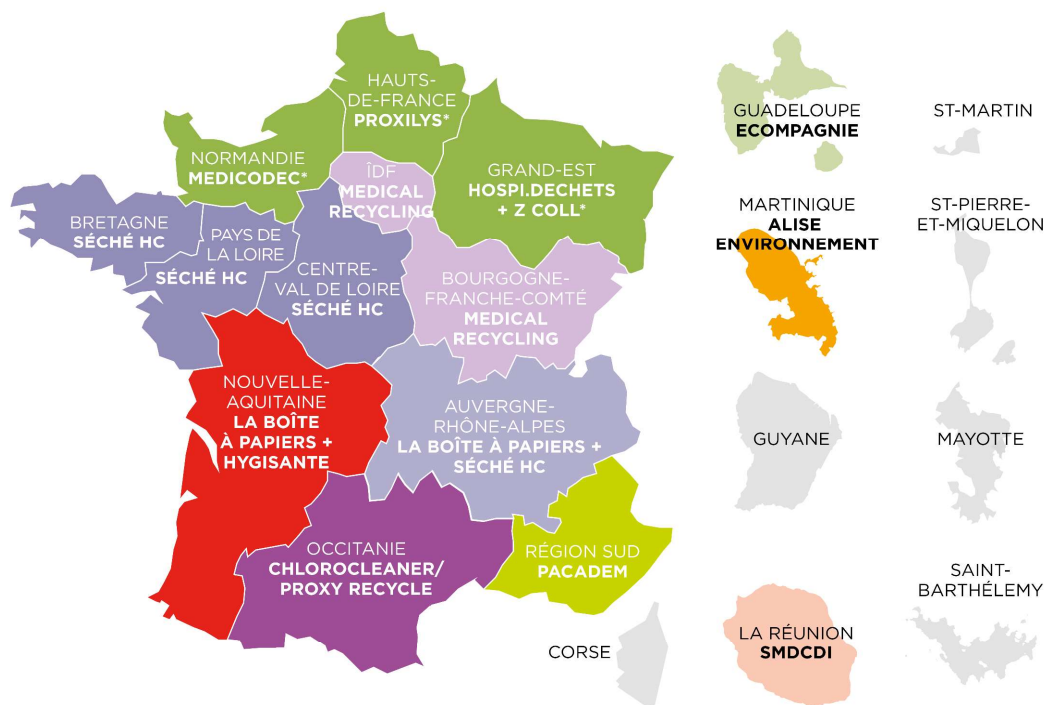 HAUTS-
DE-FRANCE
PROXILYS*
NORMANDIE
MEDICODEC*
ÎDF
MEDICAL
RECYCLING
GRAND-EST
HOSPI.DECHETS
+ Z COLL*
BRETAGNE
SÉCHÉ HC
PAYS DE
LA LOIRE
SÉCHÉ HC
CENTRE-
VAL DE LOIRE
SÉCHÉ HC
BOURGOGNE-
FRANCHE-COMTÉ
MEDICAL
RECYCLING
NOUVELLE-
AQUITAINE
LA BOÎTE
À PAPIERS +
HYGISANTE
AUVERGNE-
RHÔNE-ALPES
LA BOÎTE À PAPIERS +
SÉCHÉ HC
OCCITANIE
CHLOROCLEANER/
PROXY RECYCLE
RÉGION SUD
PACADEM
CORSE
GUADELOUPE
ECOMPAGNIE
ST-MARTIN
MARTINIQUE
ALISE
ENVIRONNEMENT
ST-PIERRE-
ET-MIQUELON
GUYANE
MAYOTTE
LA RÉUNION
SMDCDI
SAINT-
BARTHÉLEMY